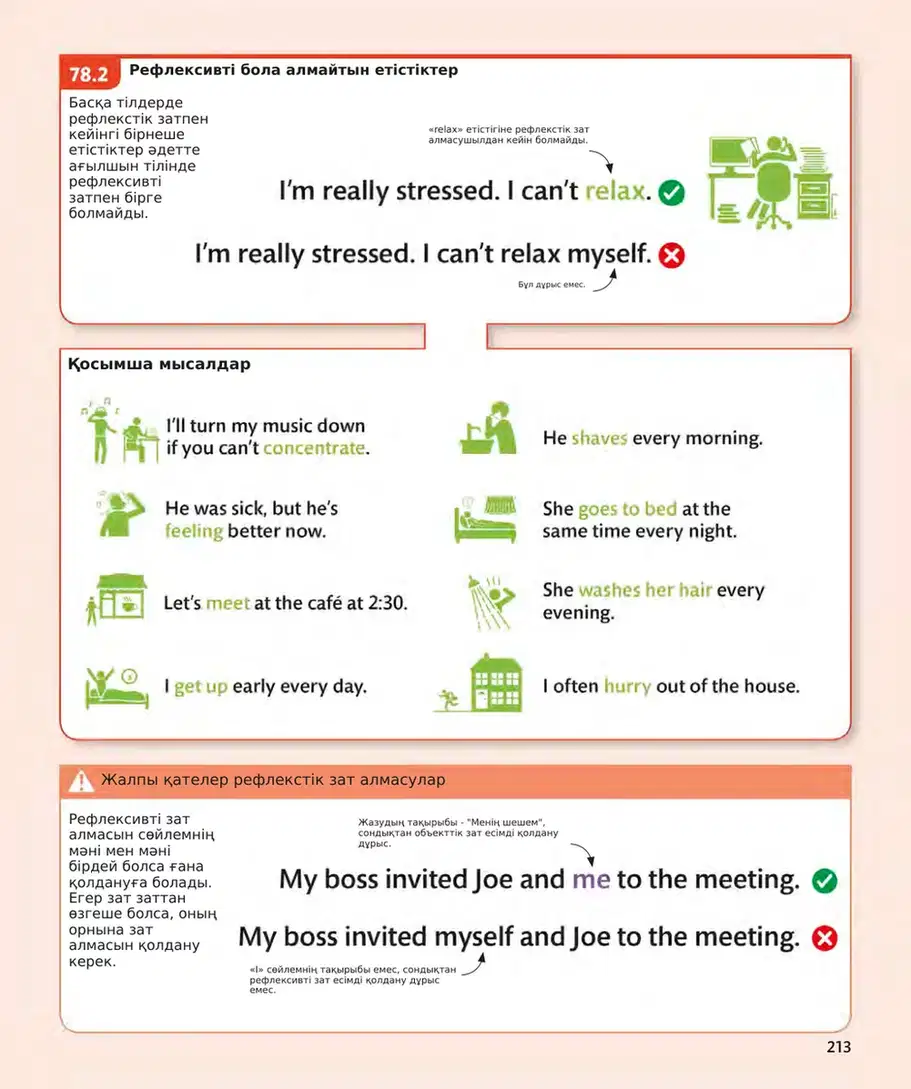 78.2 Рефлексивті бола алмайтын етістіктер
Басқа тілдерде
рефлекстік затпен
кейінгі бірнеше
етістіктер әдетте
ағылшын тілінде
рефлексивті
затпен бірге
болмайды.
«relax» етістігіне рефлекстік зат
алмасушылдан кейін болмайды.
I'm really stressed. I can't relax.
I'm really stressed. I can't relax myself.
Бұл дұрыс емес.
Қосымша мысалдар
I'll turn my music down
if you can't concentrate.
He shaves every morning.
He was sick, but he's
feeling better now.
She goes to bed at the
same time every night.
Let's meet at the café at 2:30.
She washes her hair every
evening.
I get up early every day.
I often hurry out of the house.
Жалпы қателер рефлекстік зат алмасулар
Рефлексивті зат
алмасын сөйлемнің
мәні мен мәні
бірдей болса ғана
қолдануға болады.
Егер зат заттан
өзгеше болса, оның
орнына зат
алмасын қолдану
керек.
Жазудың тақырыбы - "Менің шешем",
сондықтан объекттік зат есімді қолдану
дұрыс.
My boss invited Joe and me to the meeting.
My boss invited myself and Joe to the meeting.
«I» сөйлемнің тақырыбы емес, сондықтан
рефлексивті зат есімді қолдану дұрыс
емес.
213